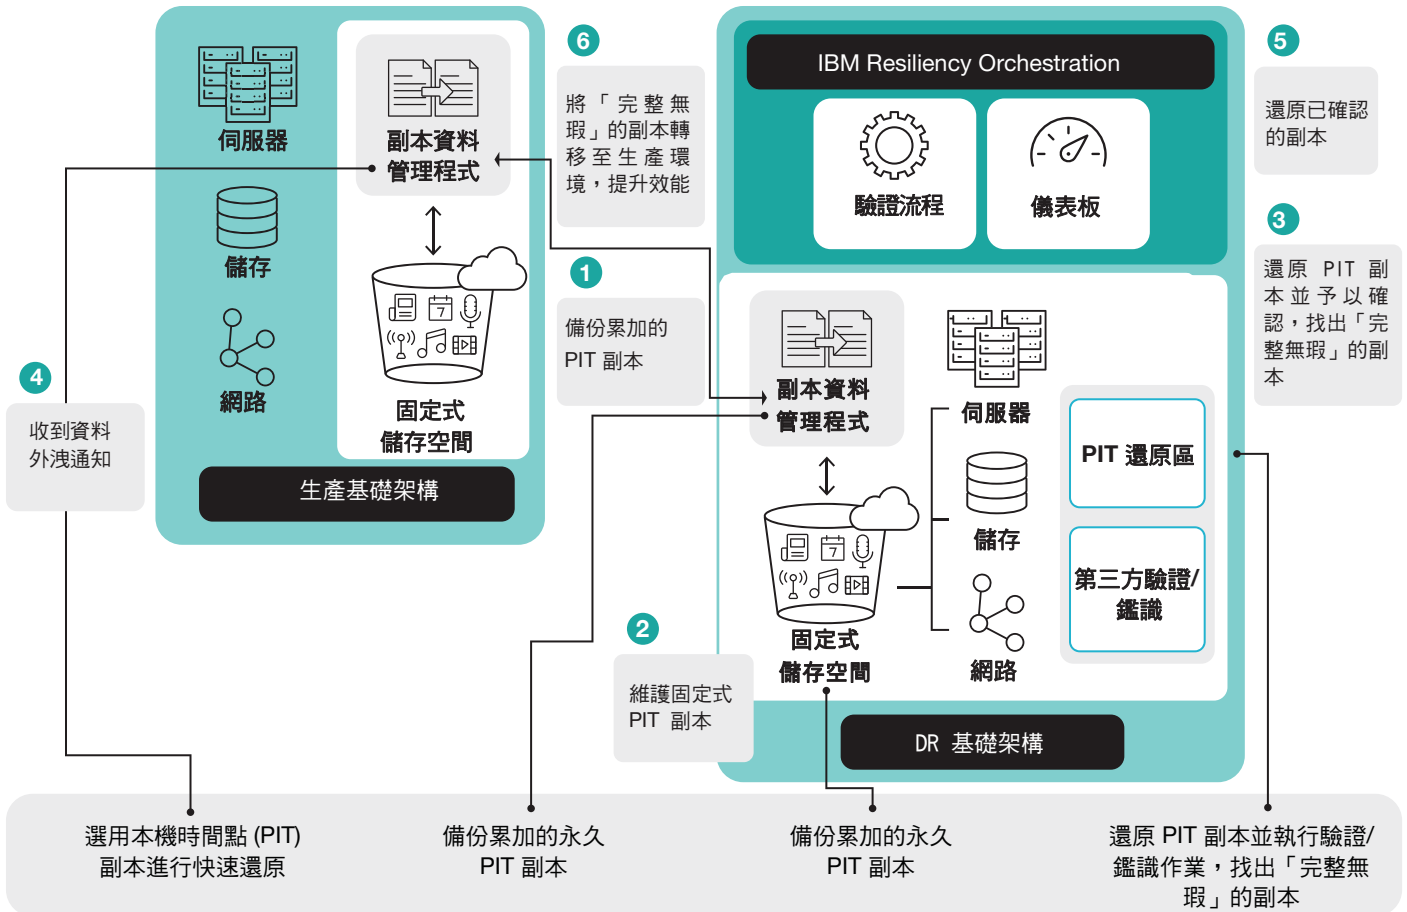 伺服器
儲存
網路
副本資料
管理程式
7
固定式
儲存空間
生產基礎架構
4
收到資料
外洩通知
6
將「完整無
瑕」的副本轉
移至生產環
境，提升效能
1
備份累加的
PIT 副本
2
維護固定式
PIT 副本
IBM Resiliency Orchestration
驗證流程
儀表板
副本資料
管理程式
7
固定式
儲存空間
伺服器
儲存
網路
PIT 還原區
第三方驗證/
鑑識
DR 基礎架構
5
還原已確認
的副本
3
還原 PIT 副
本並予以確
認，找出「完
整無瑕」的副
本
選用本機時間點 (PIT)
副本進行快速還原
備份累加的永久
PIT 副本
備份累加的永久
PIT 副本
還原 PIT 副本並執行驗證/
鑑識作業，找出「完整無
瑕」的副本